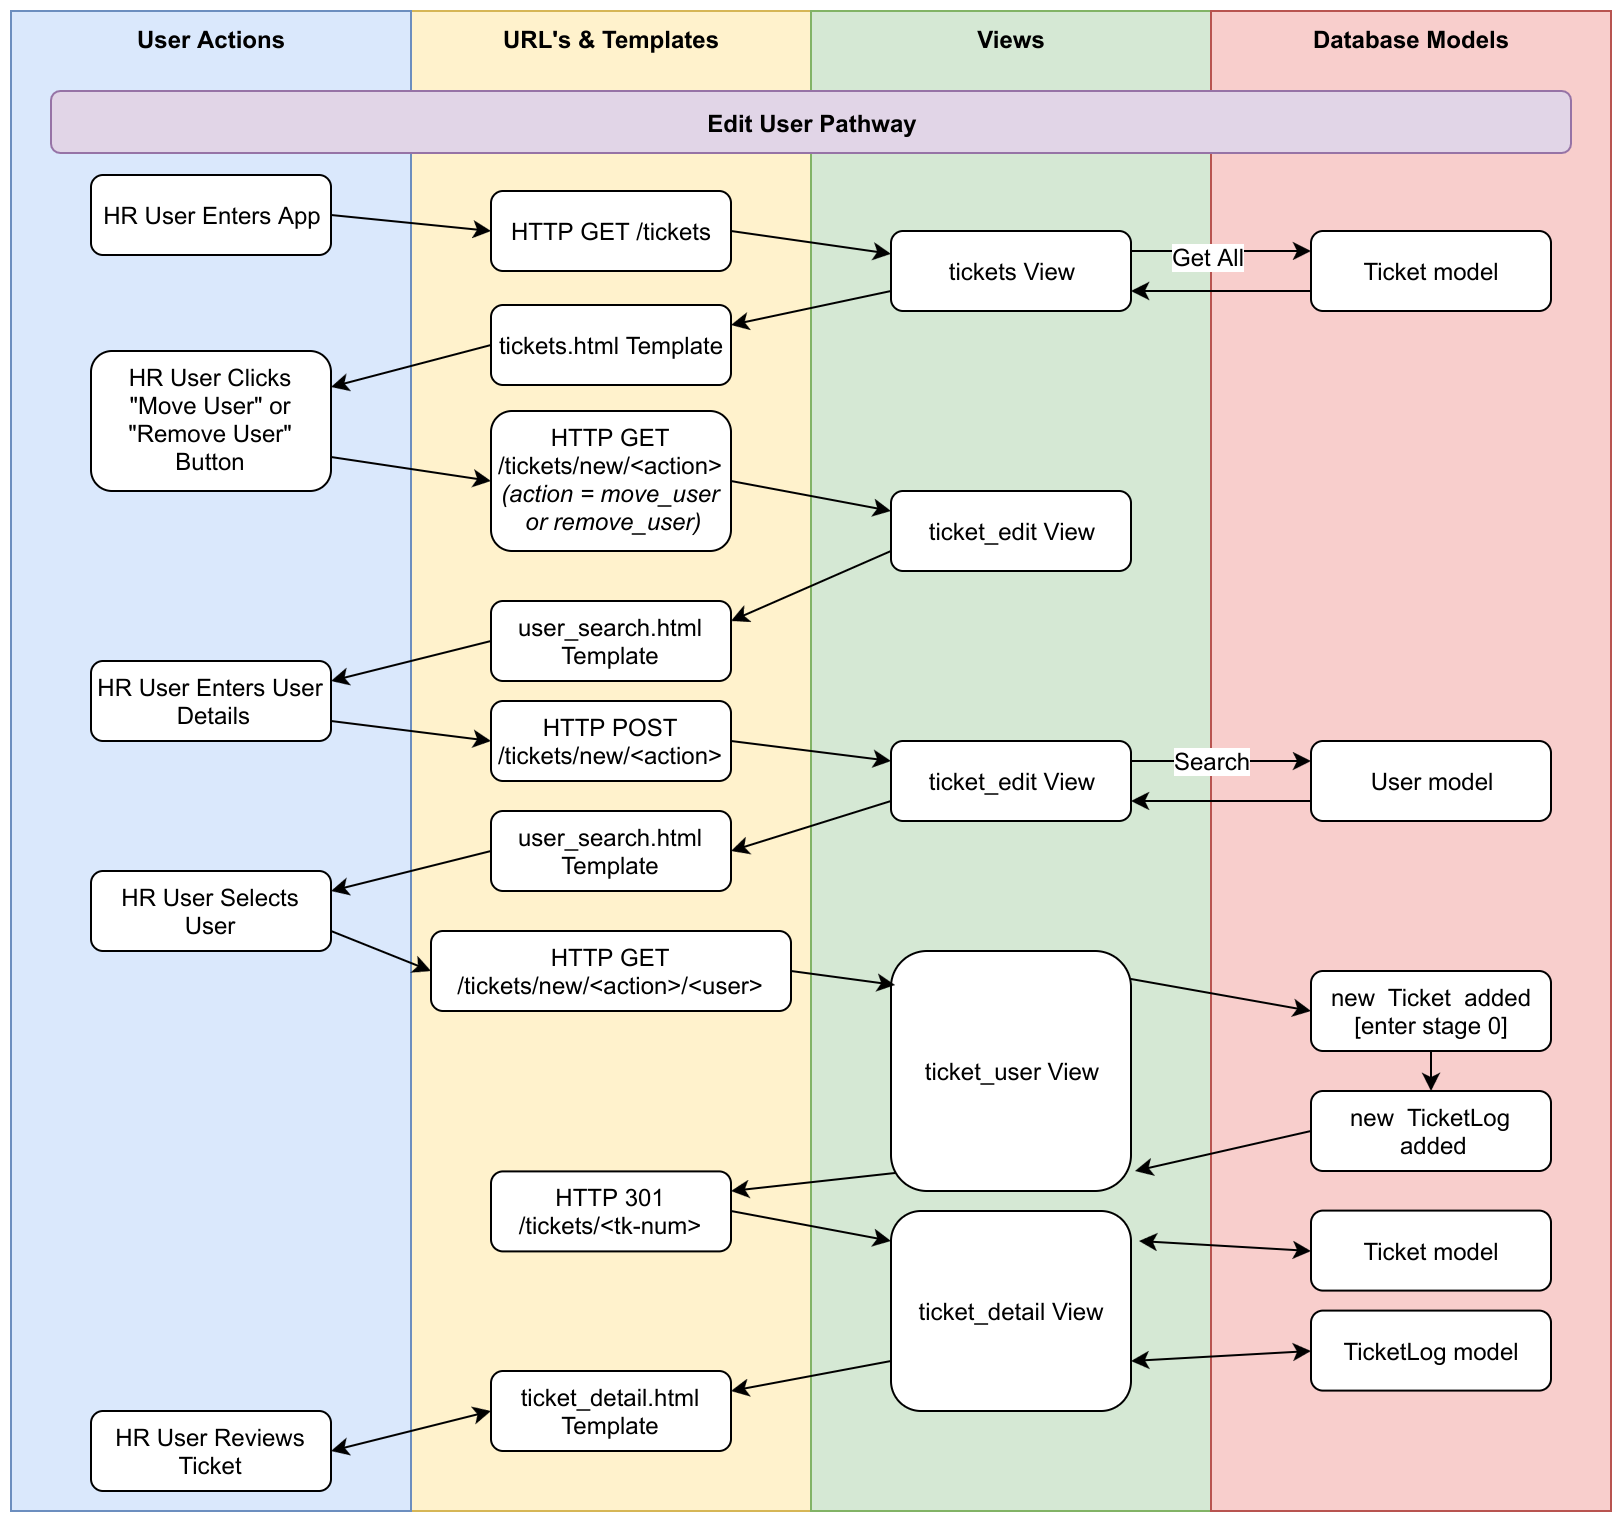 User Actions
URL's & Templates
Views
Database Models
Edit User Pathway
HR User Enters App
HTTP GET /tickets
tickets View
Get All
Ticket model
tickets.html Template
HR User Clicks
"Move User" or
"Remove User"
Button
HTTP GET
/tickets/new/<action>
(action = move_user
or remove_user)
ticket_edit View
user_search.html
Template
HR User Enters User
Details
HTTP POST
/tickets/new/<action>
ticket_edit View
Search
User model
user_search.html
Template
HR User Selects
User
HTTP GET
/tickets/new/<action>/<user>
ticket_user View
new  Ticket  added
[enter stage 0]
new  TicketLog
added
HTTP 301
/tickets/<tk-num>
ticket_detail View
Ticket model
TicketLog model
ticket_detail.html
Template
HR User Reviews
Ticket